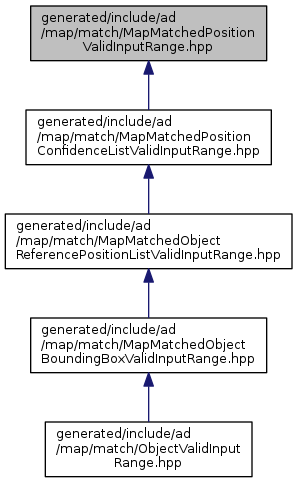 generated/include/ad
/map/match/MapMatchedPosition
ValidInputRange.hpp
generated/include/ad
/map/match/MapMatchedPosition
ConfidenceListValidInputRange.hpp
generated/include/ad
/map/match/MapMatchedObject
ReferencePositionListValidInputRange.hpp
generated/include/ad
/map/match/MapMatchedObject
BoundingBoxValidInputRange.hpp
generated/include/ad
/map/match/ObjectValidInput
Range.hpp